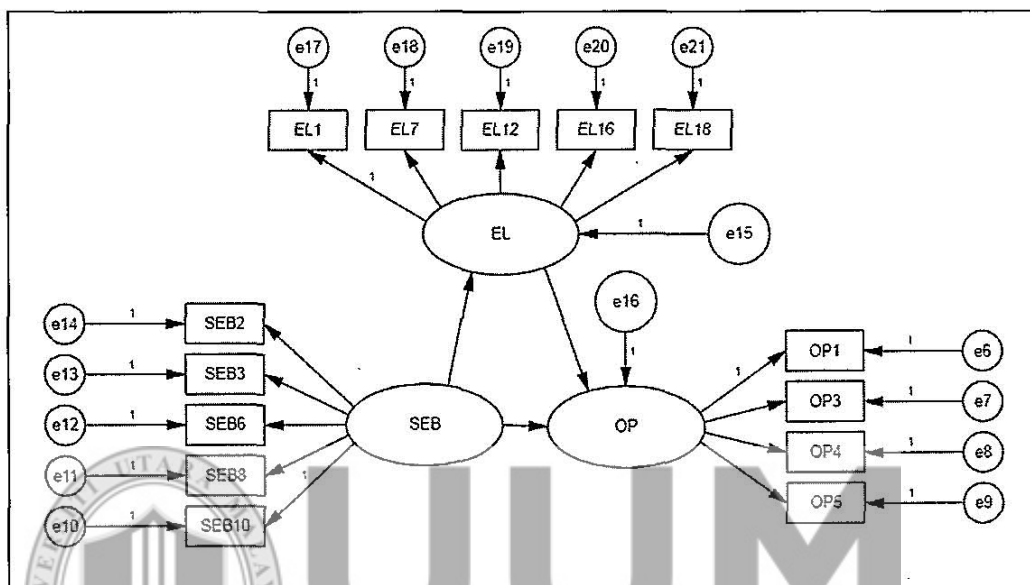 e17 e18 e19 e20 e21
1 1 1 1 1
EL1 EL7 EL12 EL16 EL18
1
EL 1 e15
e16
1
e14 1 SEB2
e13 1 SEB3
e12 1 SEB6
e11 1 SEB8
e10 1 SEB10
1
SEB
OP
1
OP1 1 e6
OP3 1 e7
OP4 1 e8
OP5 1 e9
UTARA
UUM